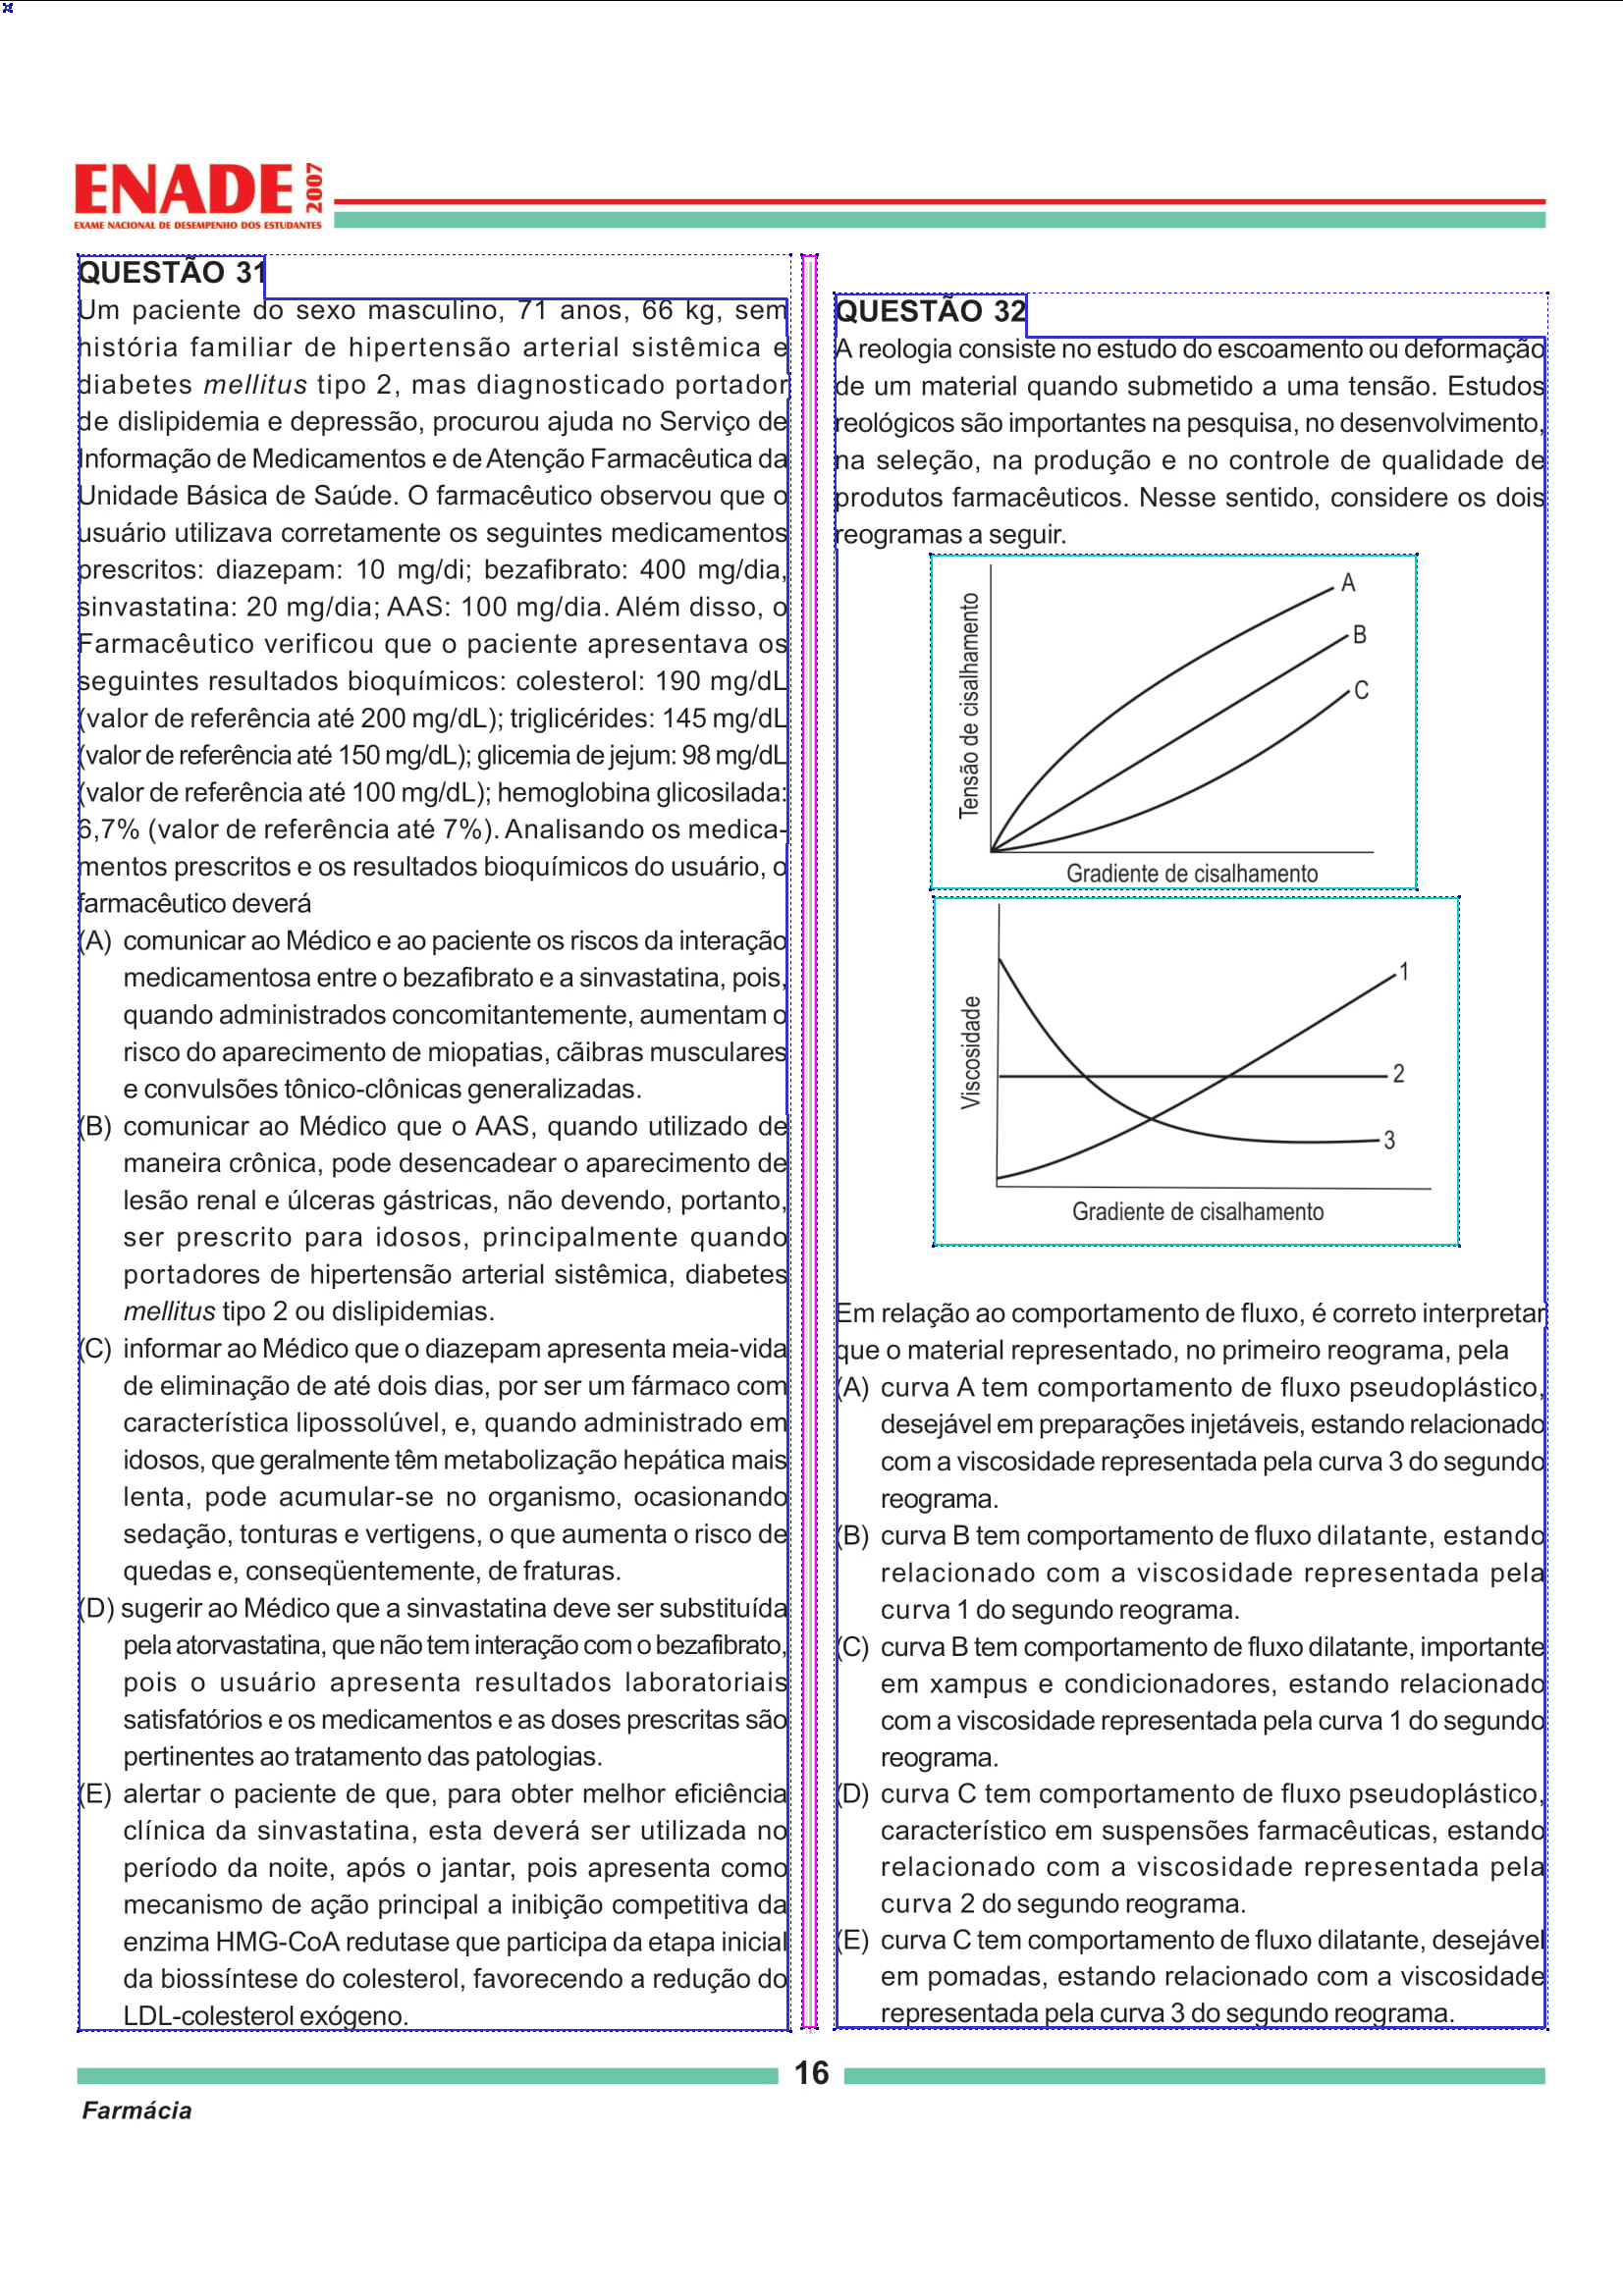 ENADE 2007
EXAME NACIONAL DE DESEMPENHO DOS ESTUDANTES
QUESTÃO 31
Um paciente do sexo masculino, 71 anos, 66 kg, sem
história familiar de hipertensão arterial sistêmica e
diabetes mellitus tipo 2, mas diagnosticado portador
de dislipidemia e depressão, procurou ajuda no Serviço de
Informação de Medicamentos e de Atenção Farmacêutica da
Unidade Básica de Saúde. O farmacêutico observou que o
usuário utilizava corretamente os seguintes medicamentos
prescritos: diazepam: 10 mg/di; bezafibrato: 400 mg/dia,
sinvastatina: 20 mg/dia; AAS: 100 mg/dia. Além disso, o
Farmacêutico verificou que o paciente apresentava os
seguintes resultados bioquímicos: colesterol: 190 mg/dL
(valor de referência até 200 mg/dL); triglicérides: 145 mg/dL
(valor de referência até 150 mg/dL); glicemia de jejum: 98 mg/dL
(valor de referência até 100 mg/dL); hemoglobina glicosilada:
6,7% (valor de referência até 7%). Analisando os medica-
mentos prescritos e os resultados bioquímicos do usuário, o
farmacêutico deverá
(A) comunicar ao Médico e ao paciente os riscos da interação
medicamentosa entre o bezafibrato e a sinvastatina, pois,
quando administrados concomitantemente, aumentam o
risco do aparecimento de miopatias, cãibras musculares
e convulsões tônico-clônicas generalizadas.
(B) comunicar ao Médico que o AAS, quando utilizado de
maneira crônica, pode desencadear o aparecimento de
lesão renal e úlceras gástricas, não devendo, portanto,
ser prescrito para idosos, principalmente quando
portadores de hipertensão arterial sistêmica, diabetes
mellitus tipo 2 ou dislipidemias.
(C) informar ao Médico que o diazepam apresenta meia-vida
de eliminação de até dois dias, por ser um fármaco com
característica lipossolúvel, e, quando administrado em
idosos, que geralmente têm metabolização hepática mais
lenta, pode acumular-se no organismo, ocasionando
sedação, tonturas e vertigens, o que aumenta o risco de
quedas e, conseqüentemente, de fraturas.
(D) sugerir ao Médico que a sinvastatina deve ser substituída
pela atorvastatina, que não tem interação com o bezafibrato,
pois o usuário apresenta resultados laboratoriais
satisfatórios e os medicamentos e as doses prescritas são
pertinentes ao tratamento das patologias.
(E) alertar o paciente de que, para obter melhor eficiência
clínica da sinvastatina, esta deverá ser utilizada no
período da noite, após o jantar, pois apresenta como
mecanismo de ação principal a inibição competitiva da
enzima HMG-CoA redutase que participa da etapa inicial
da biossíntese do colesterol, favorecendo a redução do
LDL-colesterol exógeno.
QUESTÃO 32
A reologia consiste no estudo do escoamento ou deformação
de um material quando submetido a uma tensão. Estudos
reológicos são importantes na pesquisa, no desenvolvimento,
na seleção, na produção e no controle de qualidade de
produtos farmacêuticos. Nesse sentido, considere os dois
reogramas a seguir.
Tensão de cisalhamento
A
B
C
Gradiente de cisalhamento
Viscosidade
1
2
3
Gradiente de cisalhamento
Em relação ao comportamento de fluxo, é correto interpretar
que o material representado, no primeiro reograma, pela
(A) curva A tem comportamento de fluxo pseudoplástico,
desejável em preparações injetáveis, estando relacionado
com a viscosidade representada pela curva 3 do segundo
reograma.
(B) curva B tem comportamento de fluxo dilatante, estando
relacionado com a viscosidade representada pela
curva 1 do segundo reograma.
(C) curva B tem comportamento de fluxo dilatante, importante
em xampus e condicionadores, estando relacionado
com a viscosidade representada pela curva 1 do segundo
reograma.
(D) curva C tem comportamento de fluxo pseudoplástico,
característico em suspensões farmacêuticas, estando
relacionado com a viscosidade representada pela
curva 2 do segundo reograma.
(E) curva C tem comportamento de fluxo dilatante, desejável
em pomadas, estando relacionado com a viscosidade
representada pela curva 3 do segundo reograma.
16
Farmácia